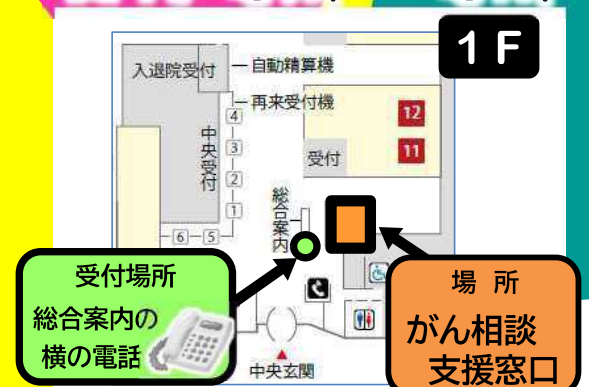 1F
入退院受付
自動精算機
再来受付機
中央受付
4
3
2
1
6
5
12
11
受付
総合案内
受付場所
総合案内の
横の電話
場 所
がん相談
支援窓口
中央玄関